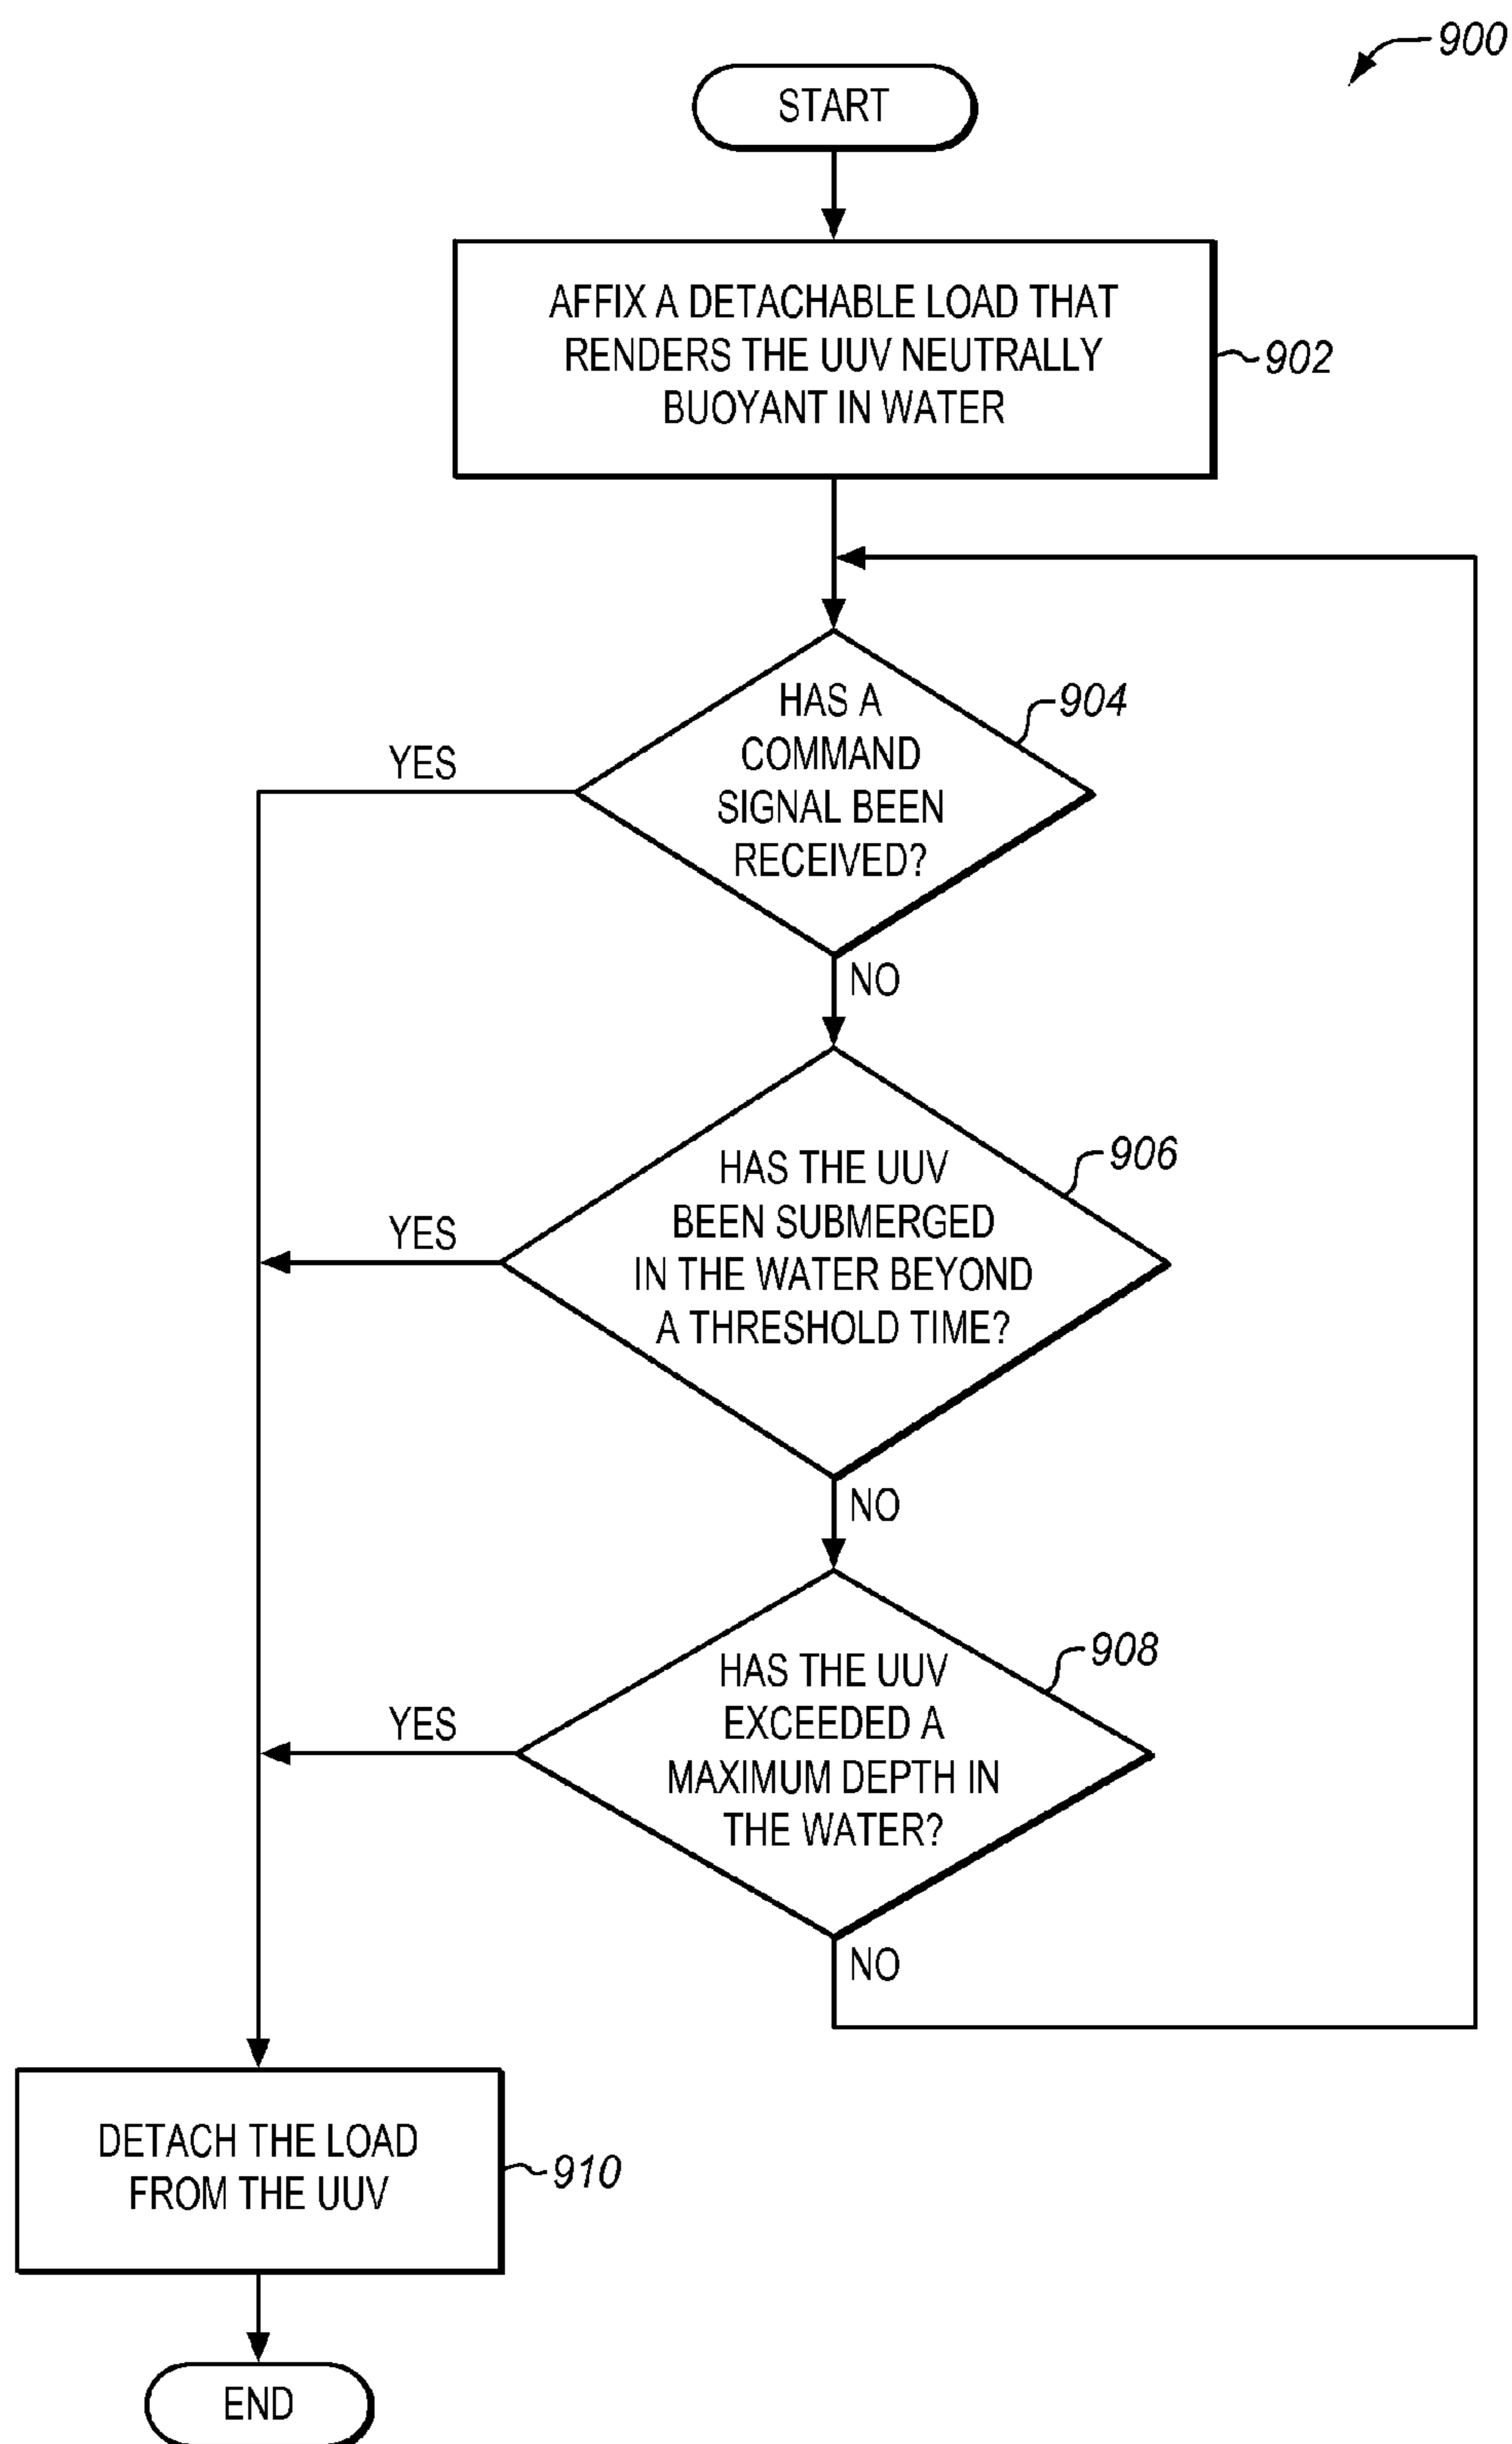 900
START
AFFIX A DETACHABLE LOAD THAT
RENDERS THE UUV NEUTRALLY
BUOYANT IN WATER
902
HAS A
COMMAND
SIGNAL BEEN
RECEIVED?
904
YES
NO
HAS THE UUV
BEEN SUBMERGED
IN THE WATER BEYOND
A THRESHOLD TIME?
906
YES
NO
HAS THE UUV
EXCEEDED A
MAXIMUM DEPTH IN
THE WATER?
908
YES
NO
DETACH THE LOAD
FROM THE UUV
910
END